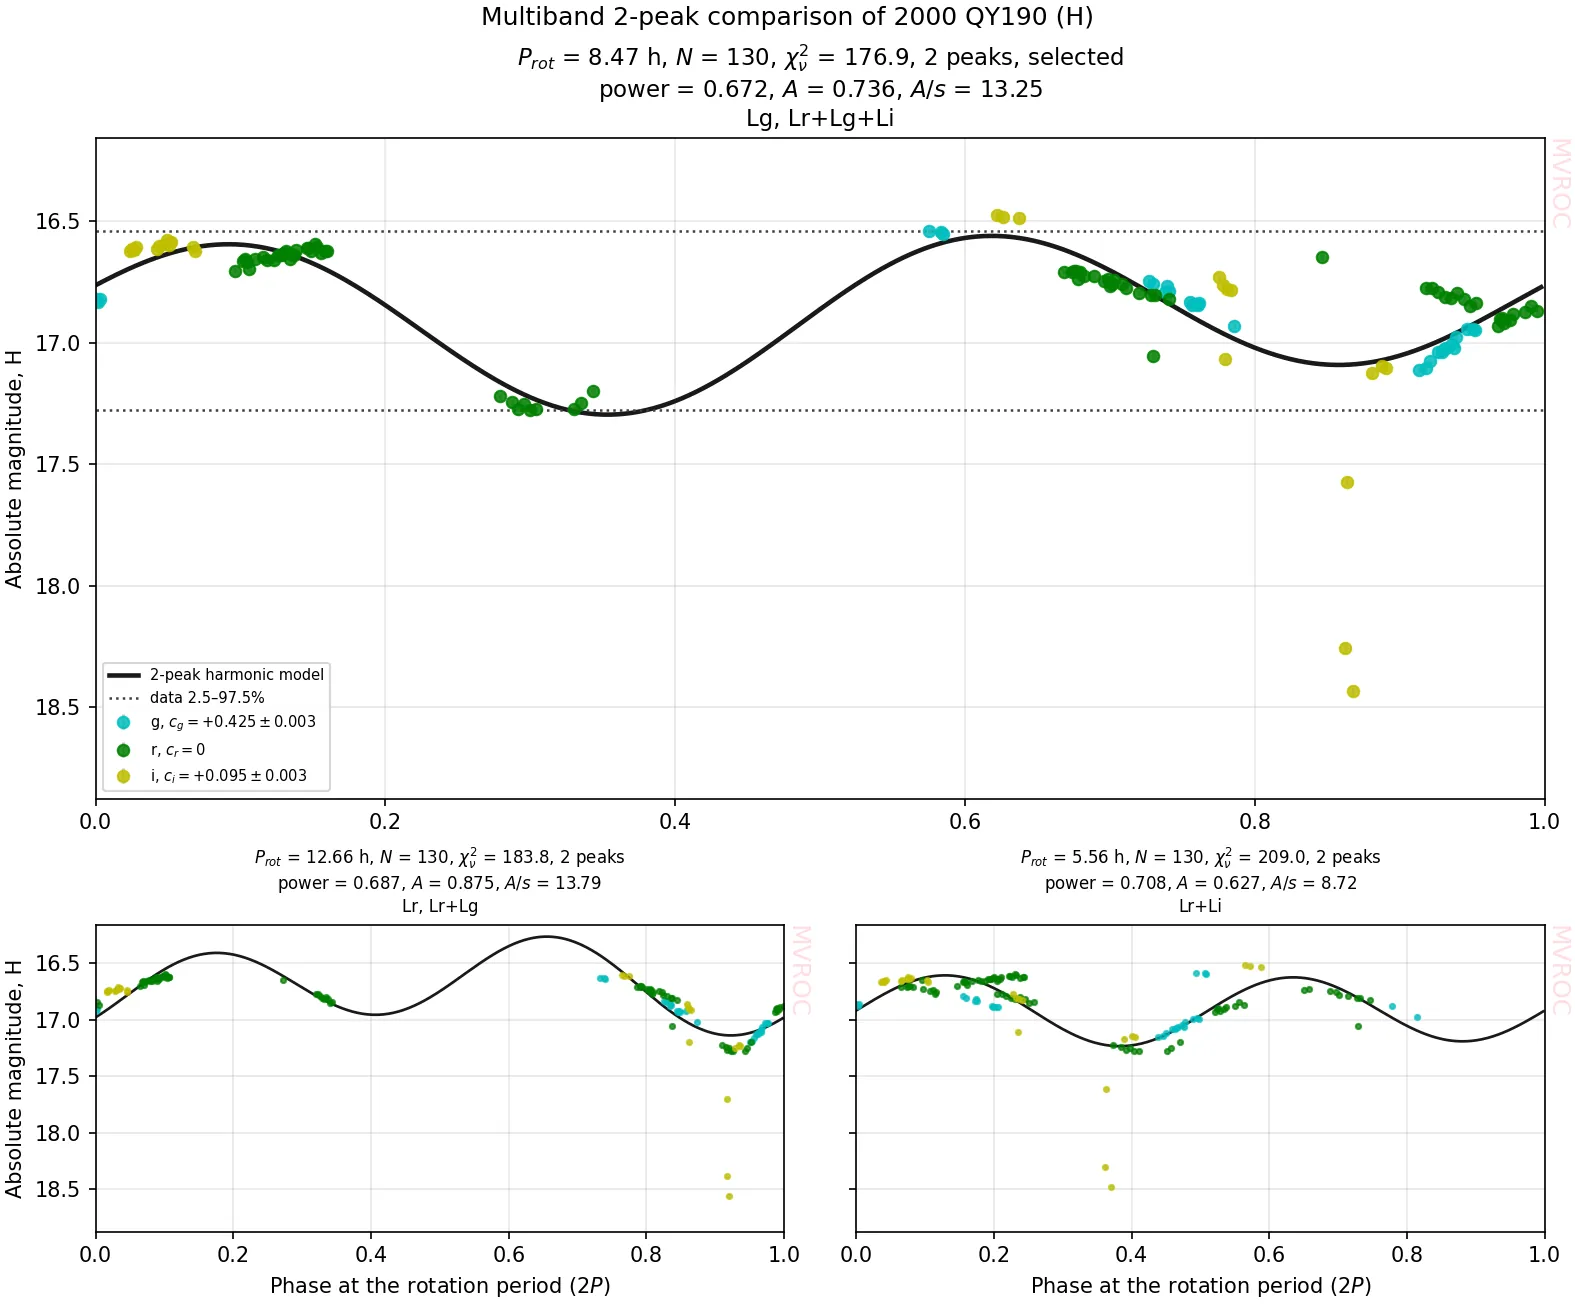 Multiband 2-peak comparison of 2000 QY190 (H)
P_rot = 8.47 h, N = 130, χ²_ν = 176.9, 2 peaks, selected
power = 0.672, A = 0.736, A/s = 13.25
Lg, Lr+Lg+Li
MVROC
Absolute magnitude, H
16.5
17.0
17.5
18.0
18.5
2-peak harmonic model
data 2.5–97.5%
g, c_g = +0.425 ± 0.003
r, c_r = 0
i, c_i = +0.095 ± 0.003
0.0 0.2 0.4 0.6 0.8 1.0
P_rot = 12.66 h, N = 130, χ²_ν = 183.8, 2 peaks
power = 0.687, A = 0.875, A/s = 13.79
Lr, Lr+Lg
MVROC
Absolute magnitude, H
16.5
17.0
17.5
18.0
18.5
0.0 0.2 0.4 0.6 0.8 1.0
Phase at the rotation period (2P)
P_rot = 5.56 h, N = 130, χ²_ν = 209.0, 2 peaks
power = 0.708, A = 0.627, A/s = 8.72
Lr+Li
MVROC
0.0 0.2 0.4 0.6 0.8 1.0
Phase at the rotation period (2P)